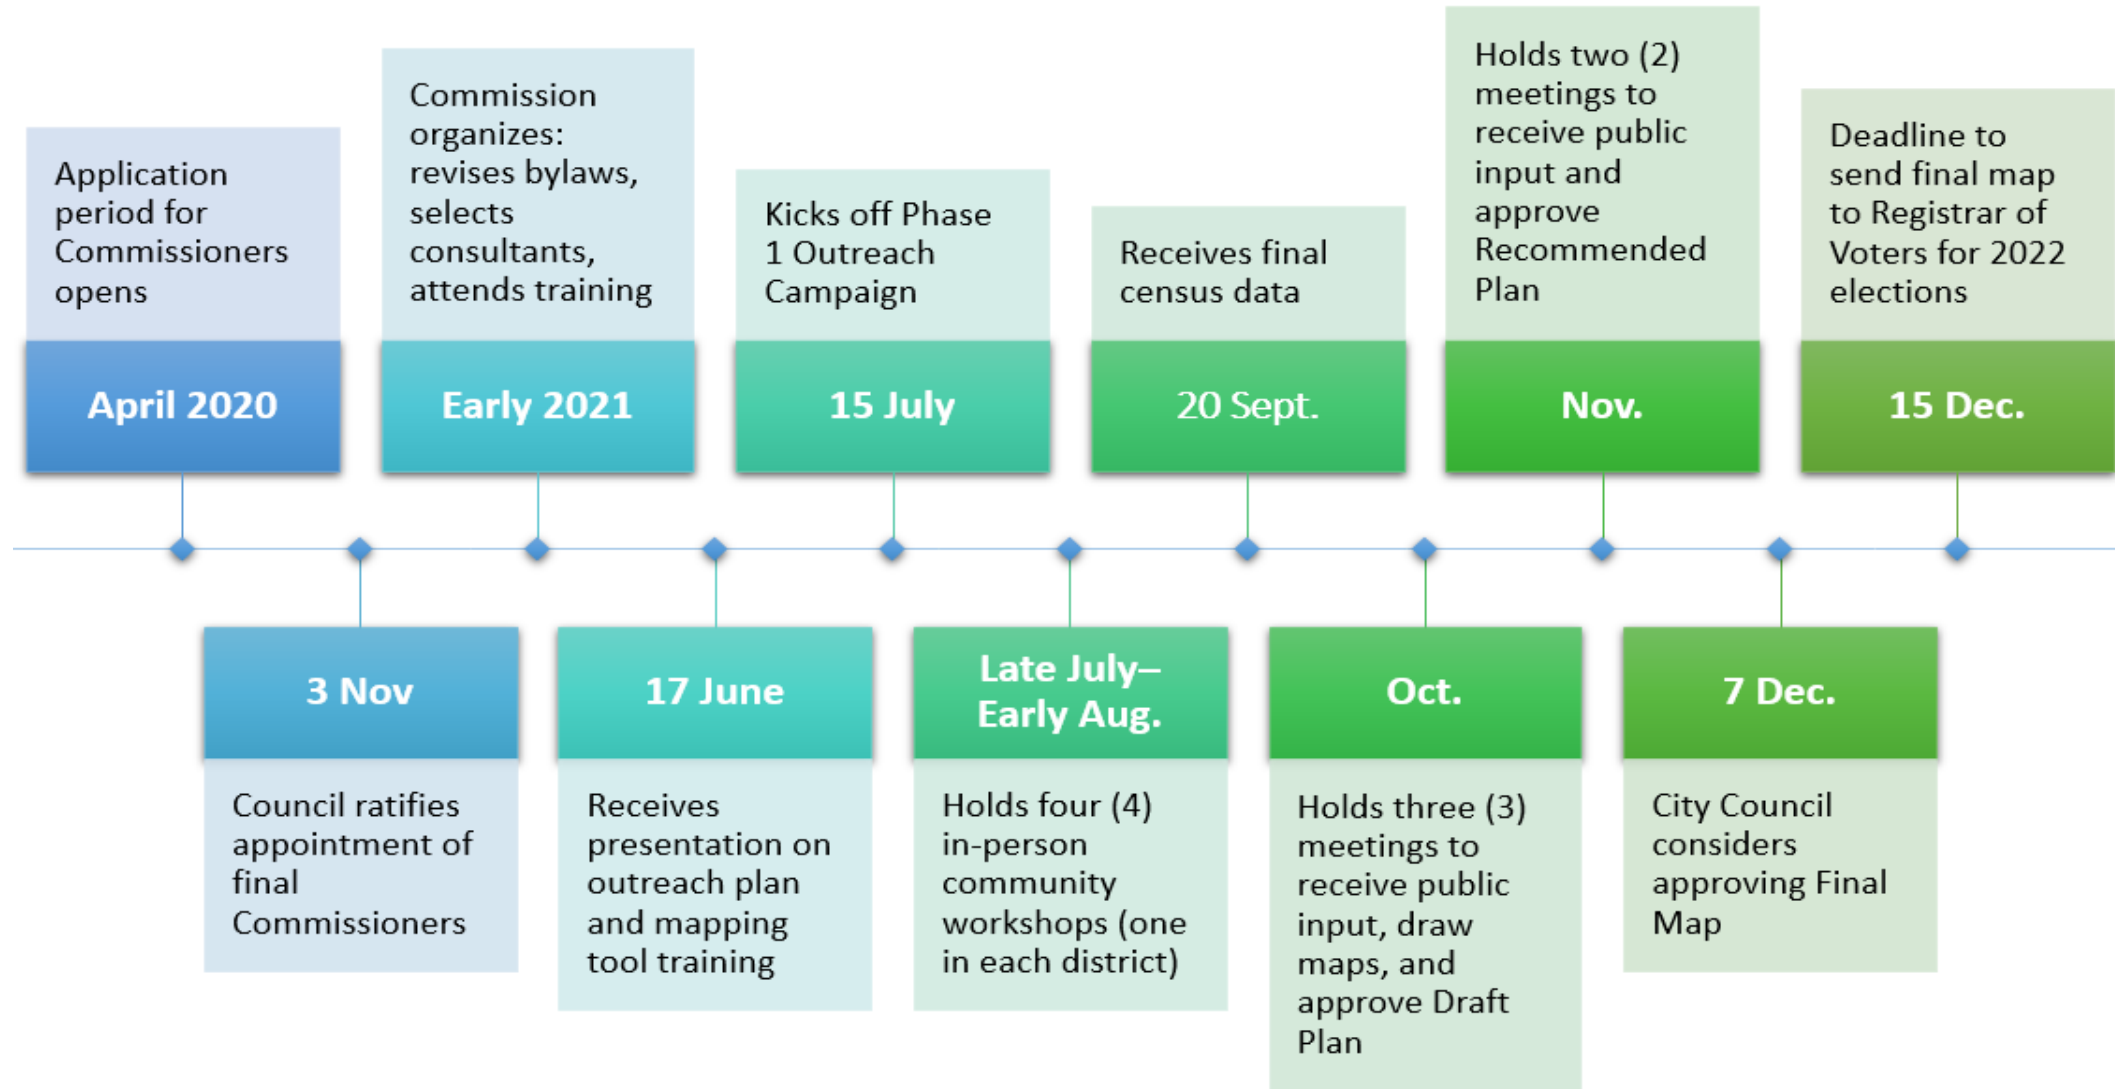 Application
period for
Commissioners
opens
April 2020
3 Nov
Council ratifies
appointment of
final
Commissioners
Commission
organizes:
revises bylaws,
selects
consultants,
attends training
Early 2021
17 June
Receives
presentation on
outreach plan
and mapping
tool training
Kicks off Phase
1 Outreach
Campaign
15 July
Late July–
Early Aug.
Holds four (4)
in-person
community
workshops (one
in each district)
Receives final
census data
20 Sept.
Oct.
Holds three (3)
meetings to
receive public
input, draw
maps, and
approve Draft
Plan
Holds two (2)
meetings to
receive public
input and
approve
Recommended
Plan
Nov.
7 Dec.
City Council
considers
approving Final
Map
Deadline to
send final map
to Registrar of
Voters for 2022
elections
15 Dec.